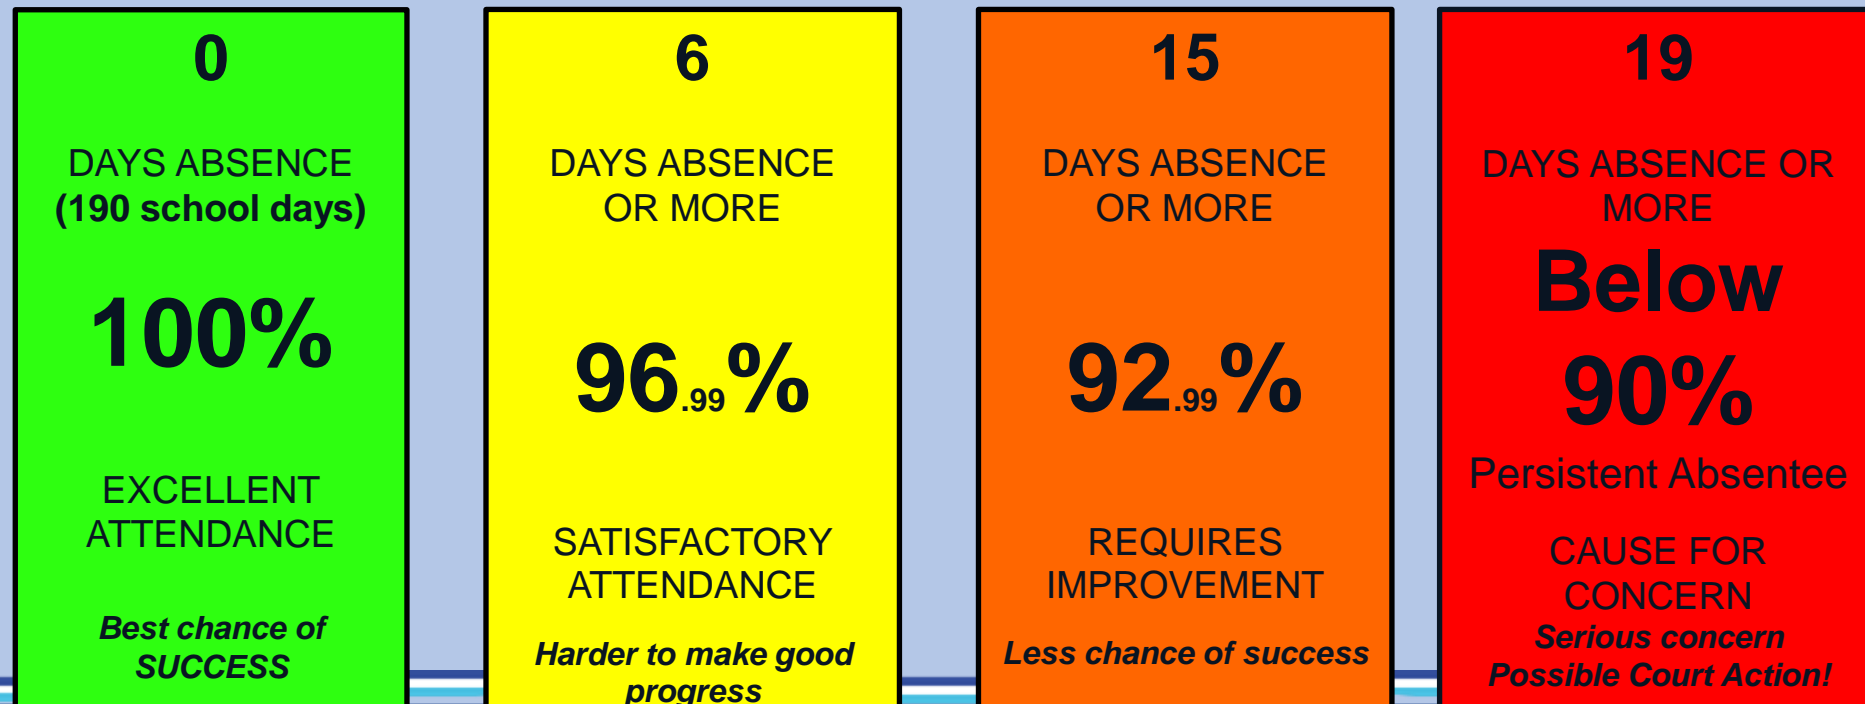 0
DAYS ABSENCE
(190 school days)
100%
EXCELLENT
ATTENDANCE
Best chance of
SUCCESS
6
DAYS ABSENCE
OR MORE
96.99%
SATISFACTORY
ATTENDANCE
Harder to make good
progress
15
DAYS ABSENCE
OR MORE
92.99%
REQUIRES
IMPROVEMENT
Less chance of success
19
DAYS ABSENCE OR
MORE
Below
90%
Persistent Absentee
CAUSE FOR
CONCERN
Serious concern
Possible Court Action!